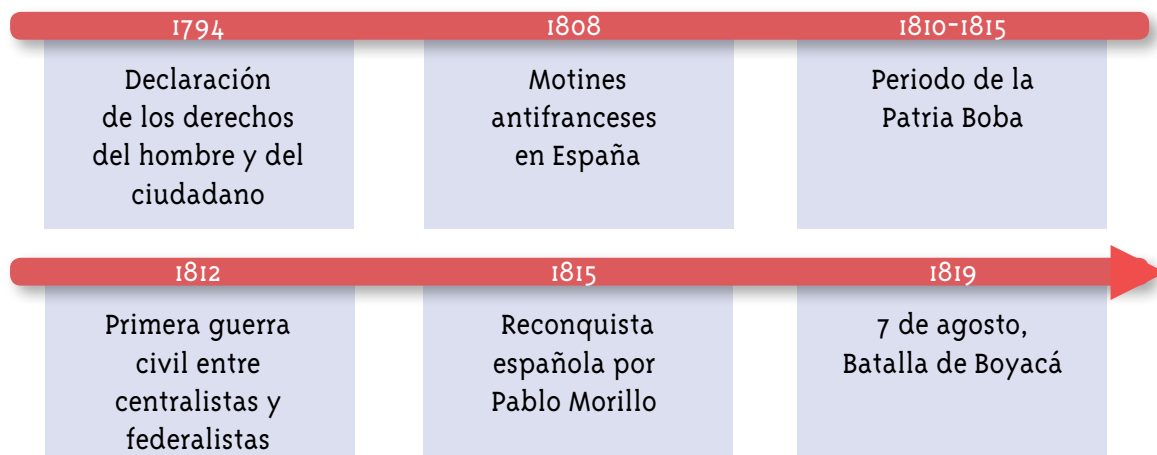 1794
1808
1810-1815
Declaración
de los derechos
del hombre y del
ciudadano
Motines
antifranceses
en España
Periodo de la
Patria Boba
1812
1815
1819
Primera guerra
civil entre
centralistas y
federalistas
Reconquista
española por
Pablo Morillo
7 de agosto,
Batalla de Boyacá